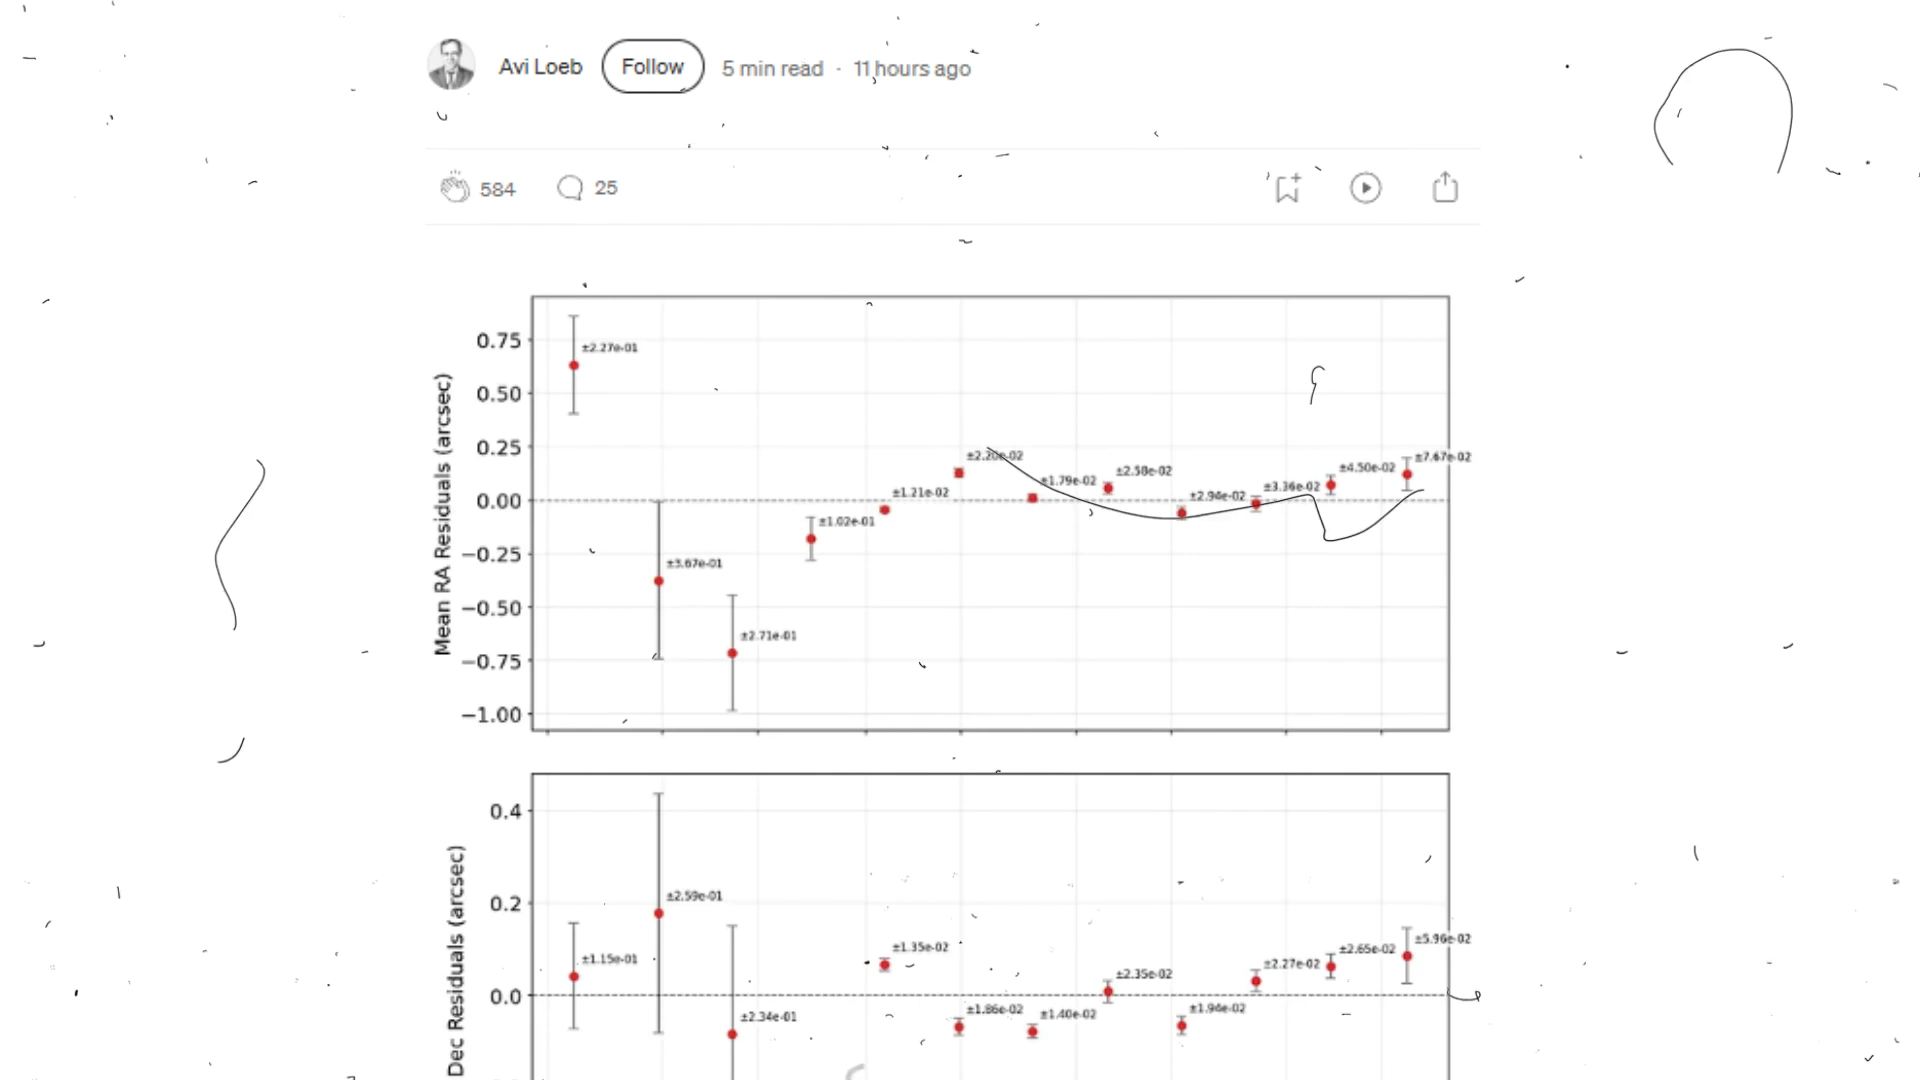 Avi Loeb Follow 5 min read · 11 hours ago
584 25
Mean RA Residuals (arcsec)
0.75
0.50
0.25
0.00
−0.25
−0.50
−0.75
−1.00
±2.27e-01
±3.67e-01
±2.71e-01
±1.02e-01
±1.21e-02
±2.20e-02
±1.79e-02
±2.58e-02
±2.94e-02
±3.36e-02
±4.50e-02
±7.67e-02
Dec Residuals (arcsec)
0.4
0.2
0.0
±1.15e-01
±2.59e-01
±2.34e-01
±1.35e-02
±1.86e-02
±1.40e-02
±2.35e-02
±1.94e-02
±2.27e-02
±2.65e-02
±5.96e-02